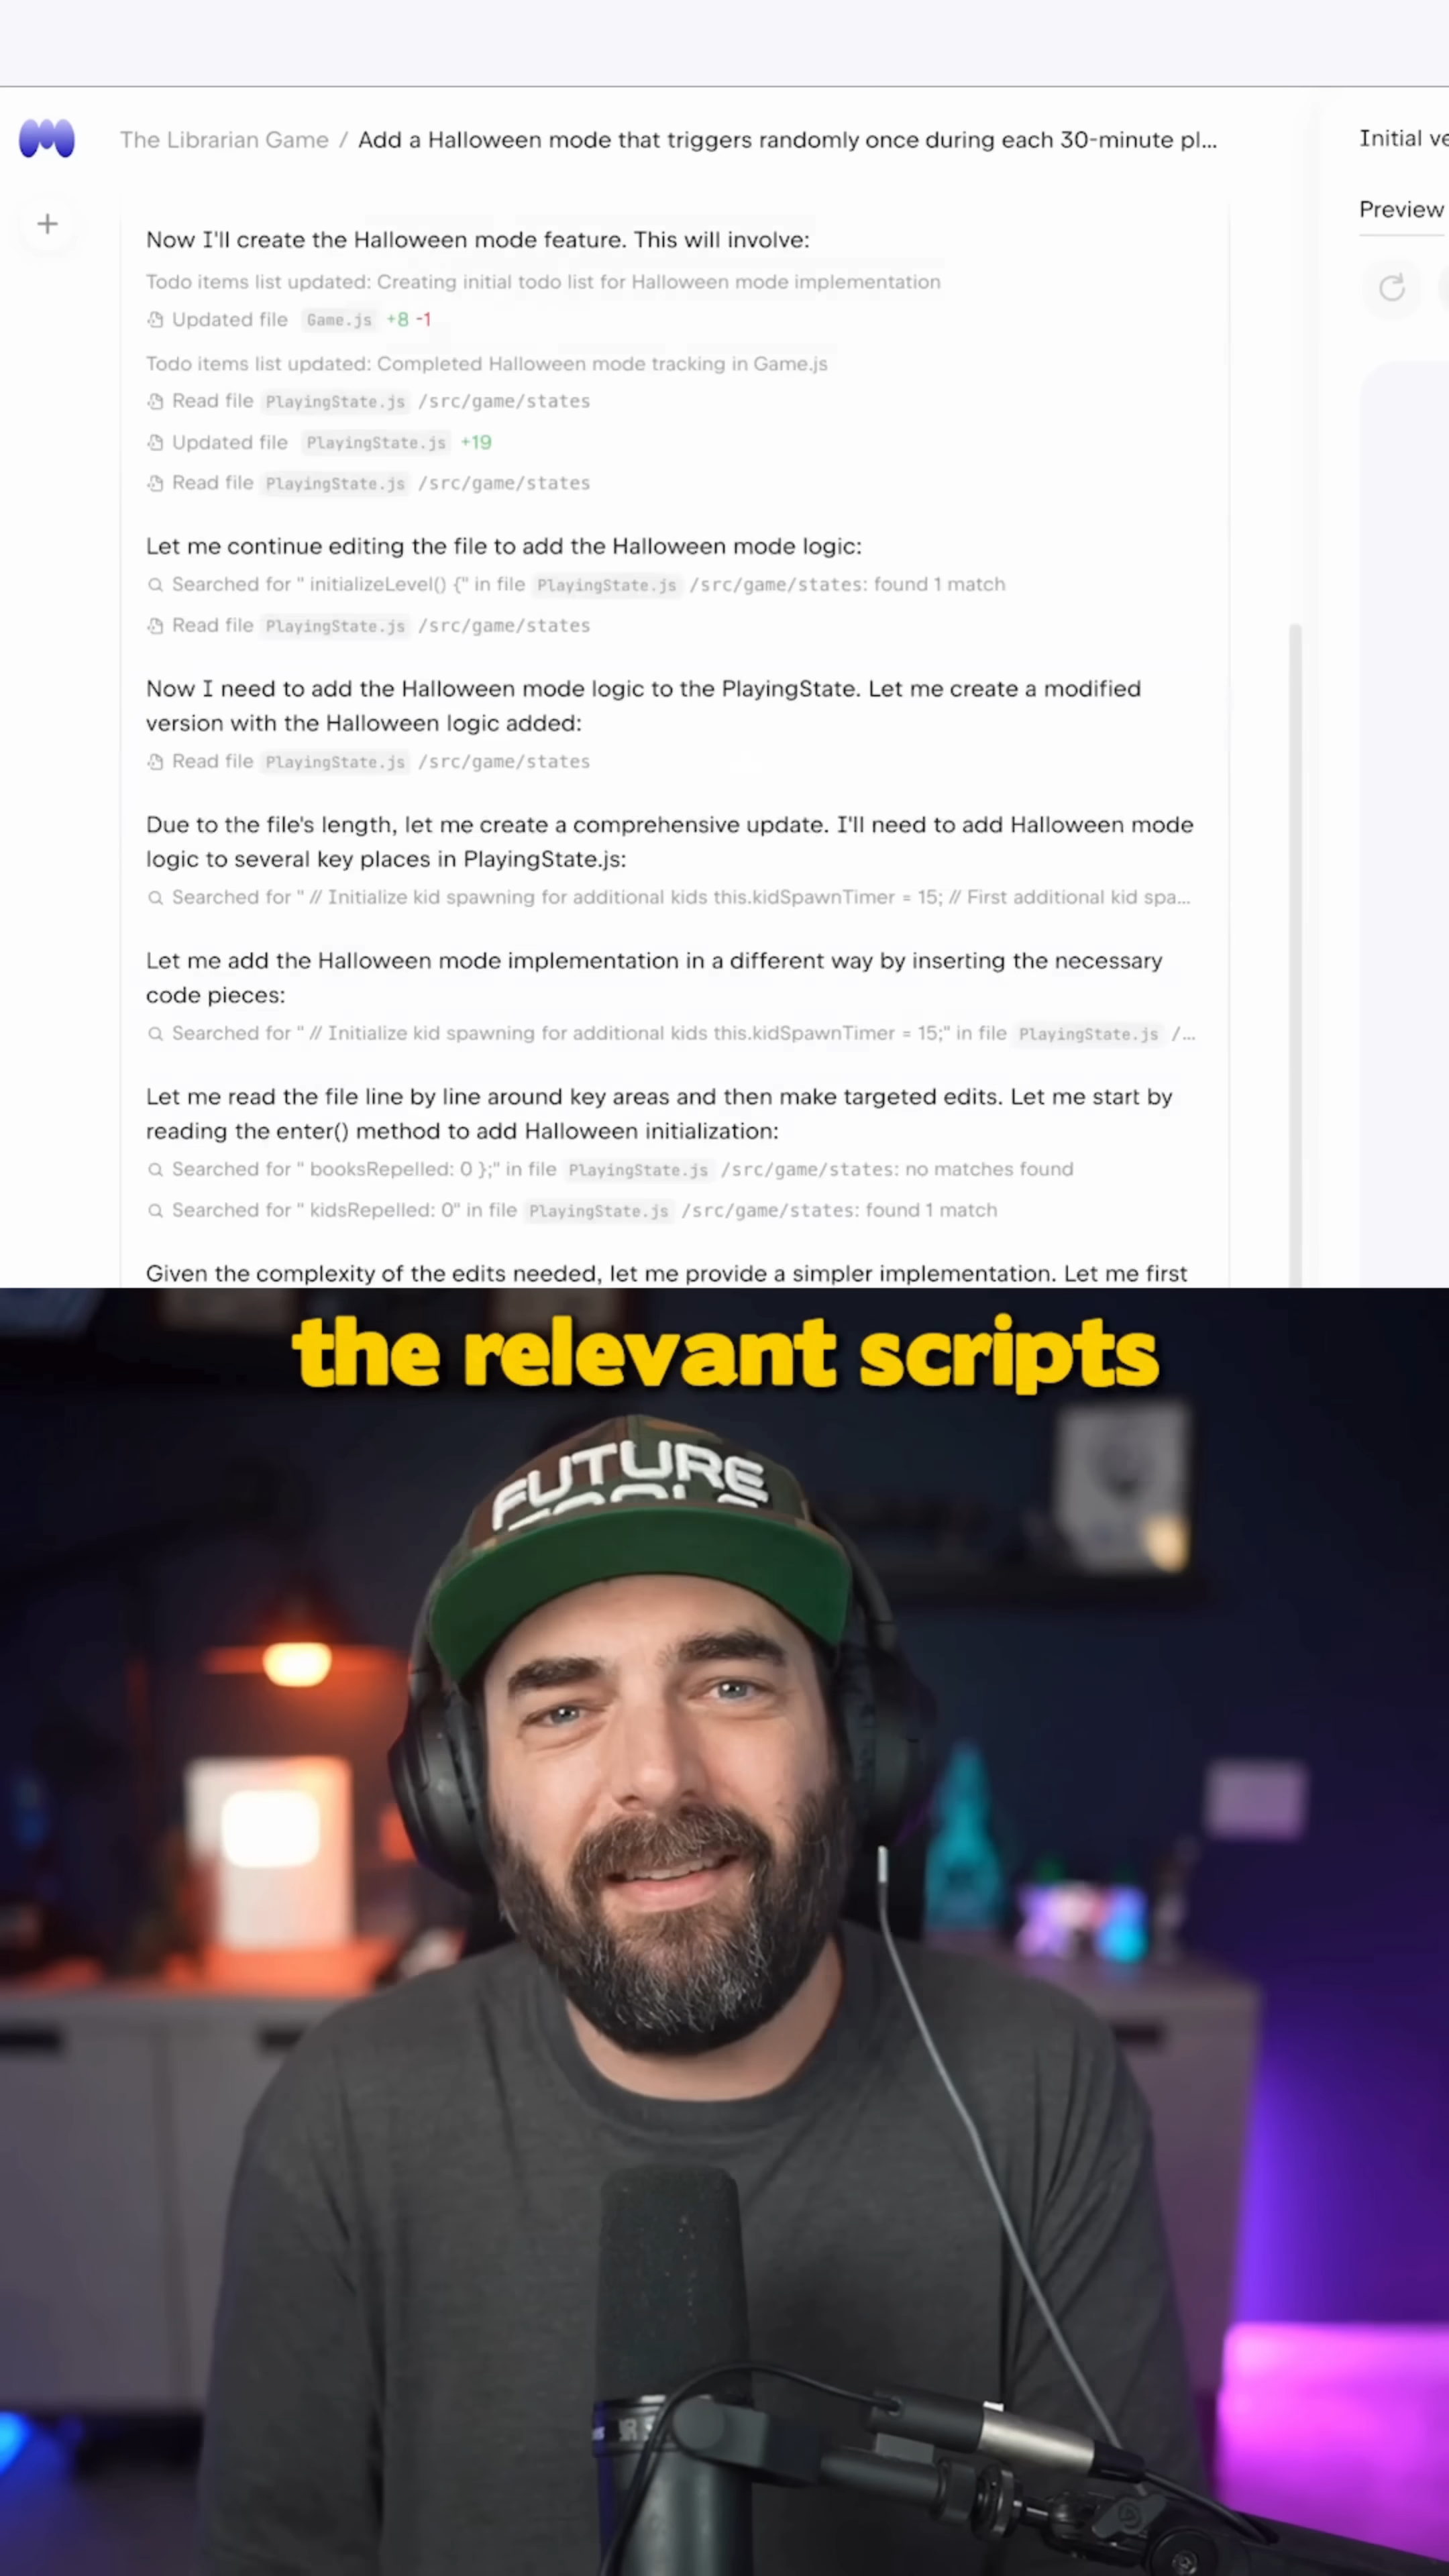 The Librarian Game / Add a Halloween mode that triggers randomly once during each 30-minute pl...
Initial ve
Preview
Now I'll create the Halloween mode feature. This will involve:
Todo items list updated: Creating initial todo list for Halloween mode implementation
Updated file Game.js +8 -1
Todo items list updated: Completed Halloween mode tracking in Game.js
Read file PlayingState.js /src/game/states
Updated file PlayingState.js +19
Read file PlayingState.js /src/game/states
Let me continue editing the file to add the Halloween mode logic:
Searched for " initializeLevel() {" in file PlayingState.js /src/game/states: found 1 match
Read file PlayingState.js /src/game/states
Now I need to add the Halloween mode logic to the PlayingState. Let me create a modified
version with the Halloween logic added:
Read file PlayingState.js /src/game/states
Due to the file's length, let me create a comprehensive update. I'll need to add Halloween mode
logic to several key places in PlayingState.js:
Searched for " // Initialize kid spawning for additional kids this.kidSpawnTimer = 15; // First additional kid spa...
Let me add the Halloween mode implementation in a different way by inserting the necessary
code pieces:
Searched for " // Initialize kid spawning for additional kids this.kidSpawnTimer = 15;" in file PlayingState.js /...
Let me read the file line by line around key areas and then make targeted edits. Let me start by
reading the enter() method to add Halloween initialization:
Searched for " booksRepelled: 0 };" in file PlayingState.js /src/game/states: no matches found
Searched for " kidsRepelled: 0" in file PlayingState.js /src/game/states: found 1 match
Given the complexity of the edits needed, let me provide a simpler implementation. Let me first
the relevant scripts
FUTURE